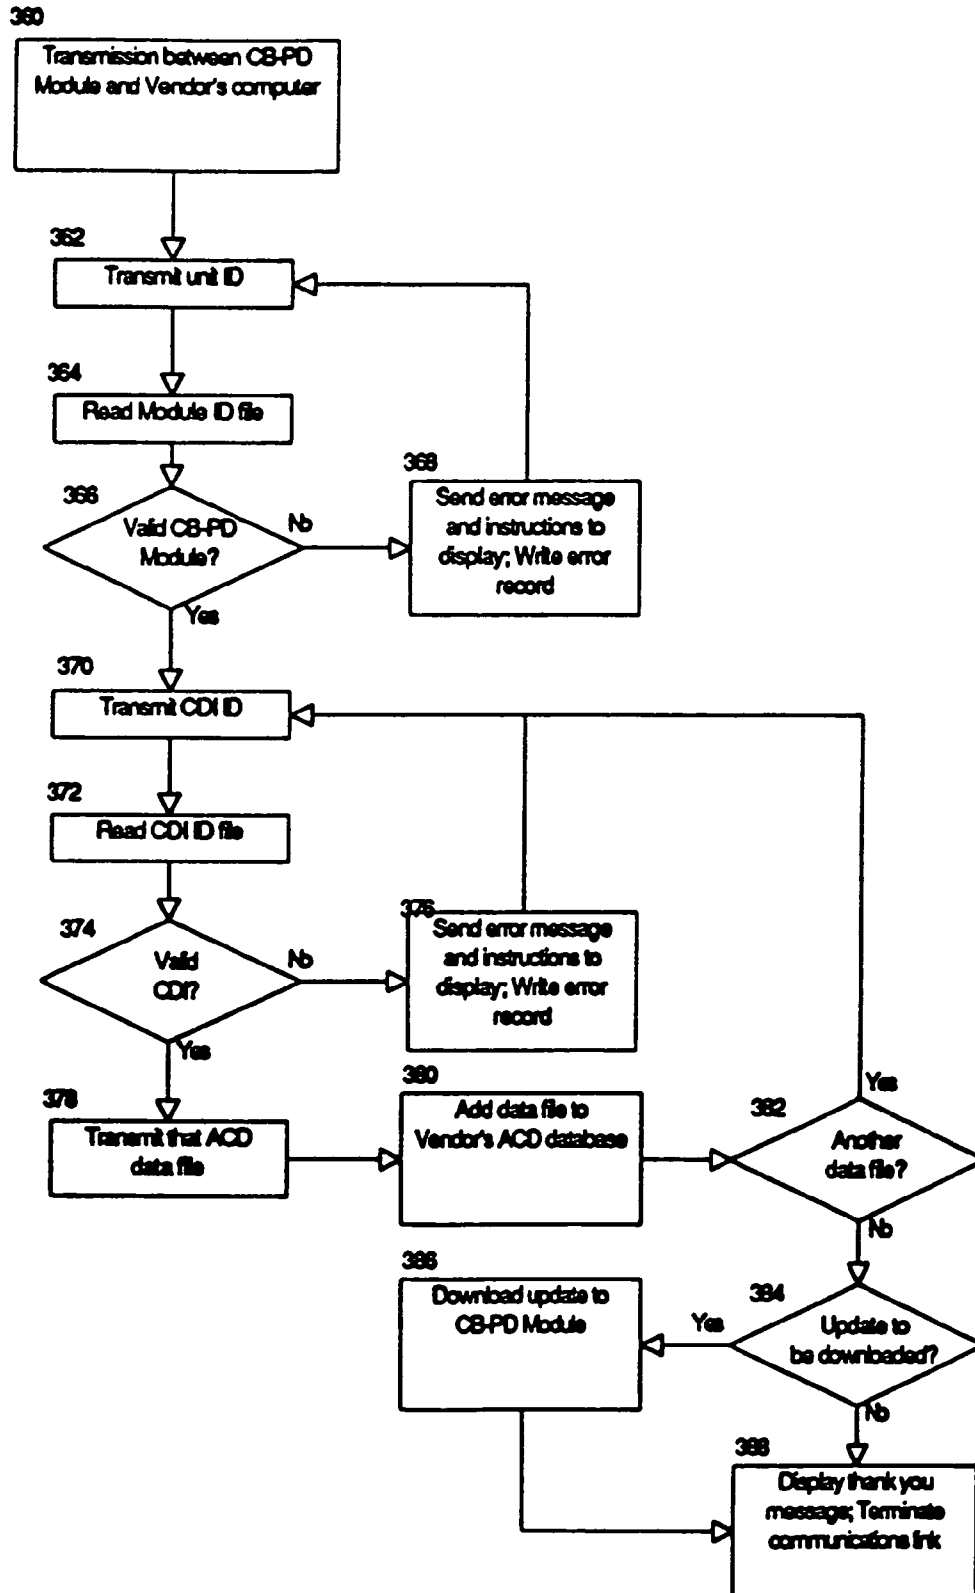 360
Transmission between CB-PD
Module and Vendor's computer
362
Transmit unit ID
364
Read Module ID file
366
Valid CB-PD
Module?
No
Yes
368
Send error message
and instructions to
display; Write error
record
370
Transmit CDI ID
372
Read CDI ID file
374
Valid
CDI?
No
Yes
376
Send error message
and instructions to
display; Write error
record
378
Transmit that ACD
data file
380
Add data file to
Vendor's ACD database
382
Another
data file?
Yes
No
384
Update to
be downloaded?
Yes
No
386
Download update to
CB-PD Module
388
Display thank you
message; Terminate
communications link